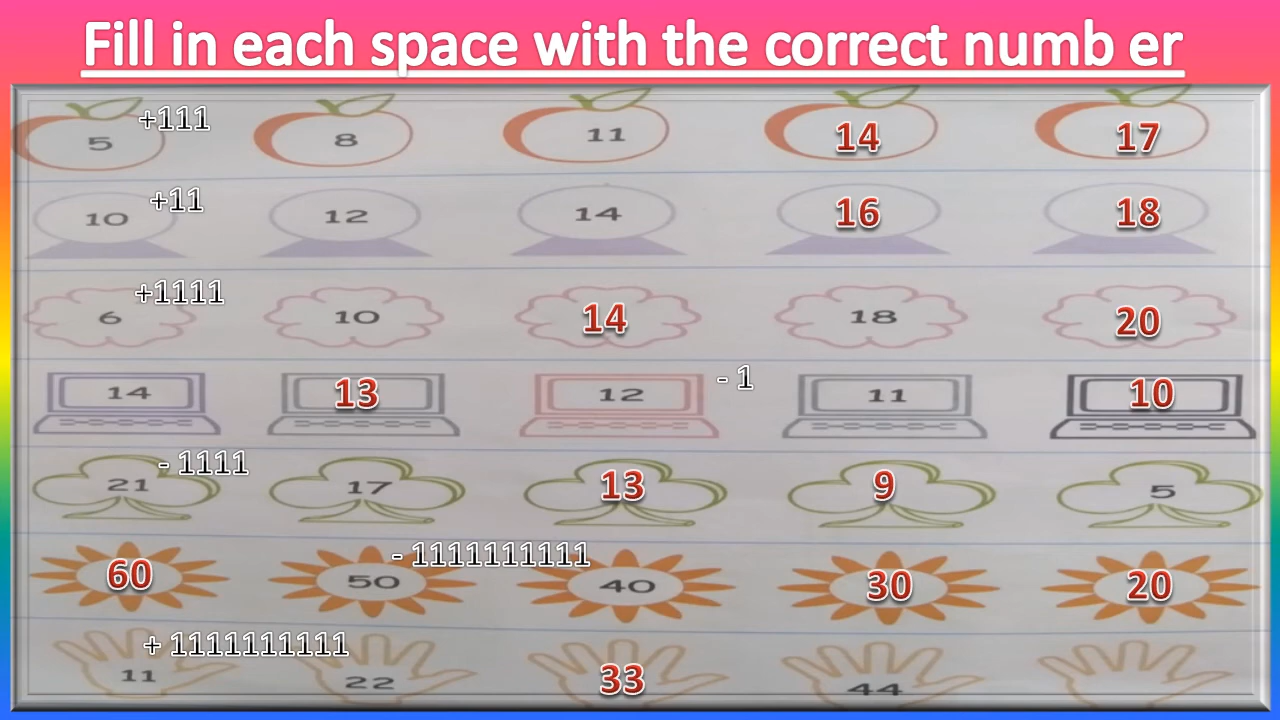 Fill in each space with the correct numb er
5 +111 8 11 14 17
10 +11 12 14 16 18
6 +1111 10 14 18 20
14 13 12 - 1 11 10
21 - 1111 17 13 9 5
60 50 - 1111111111 40 30 20
11 + 1111111111 22 33 44